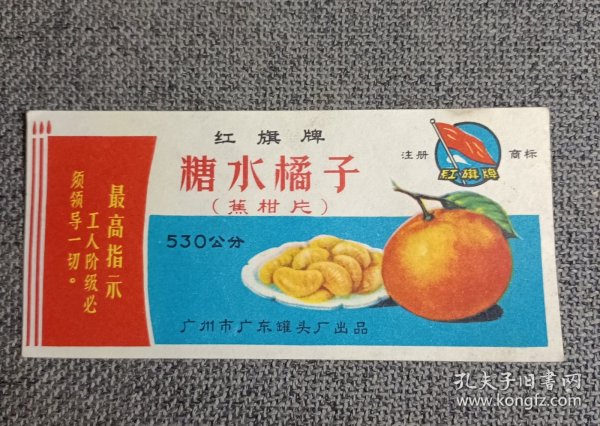 红旗牌
糖水橘子
（蕉柑片）
注册 商标
红旗牌
530公分
广州市广东罐头厂出品
最高指示
工人阶级必
须领导一切。
孔夫子旧书网
www.kongfz.com